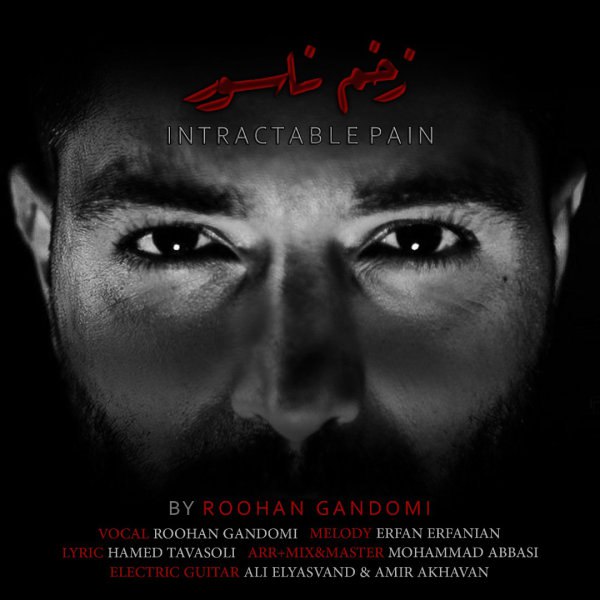 زخم ناسور
INTRACTABLE PAIN
BY ROOHAN GANDOMI
VOCAL ROOHAN GANDOMI MELODY ERFAN ERFANIAN
LYRIC HAMED TAVASOLI ARR+MIX&MASTER MOHAMMAD ABBASI
ELECTRIC GUITAR ALI ELYASVAND & AMIR AKHAVAN